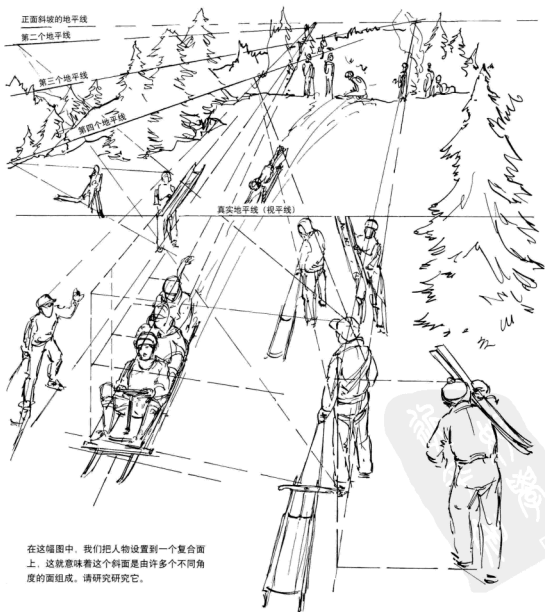 正面斜坡的地平线
第二个地平线
第三个地平线
第四个地平线
真实地平线（视平线）
在这幅图中，我们把人物设置到一个复合面
上，这就意味着这个斜面是由许多个不同角
度的面组成。请研究研究它。